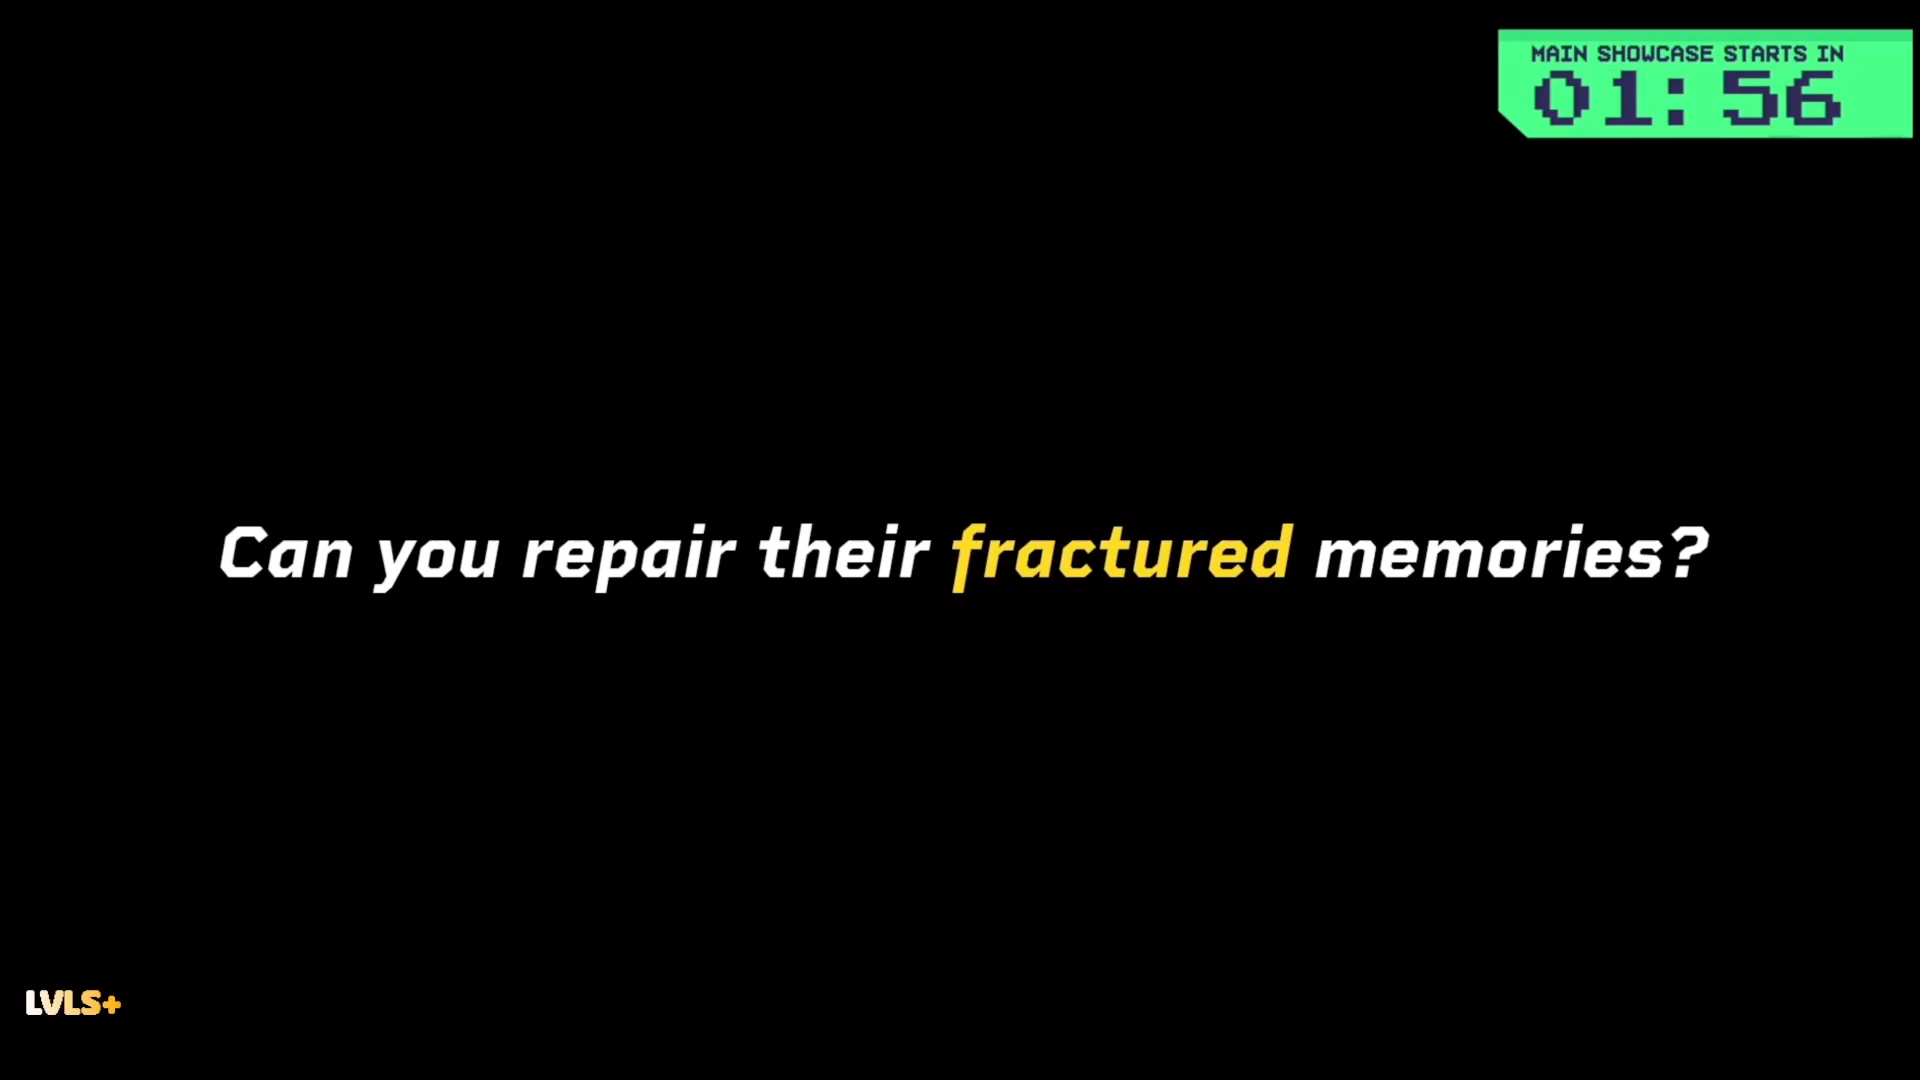 MAIN SHOWCASE STARTS IN
01:56
Can you repair their fractured memories?
LVLS+